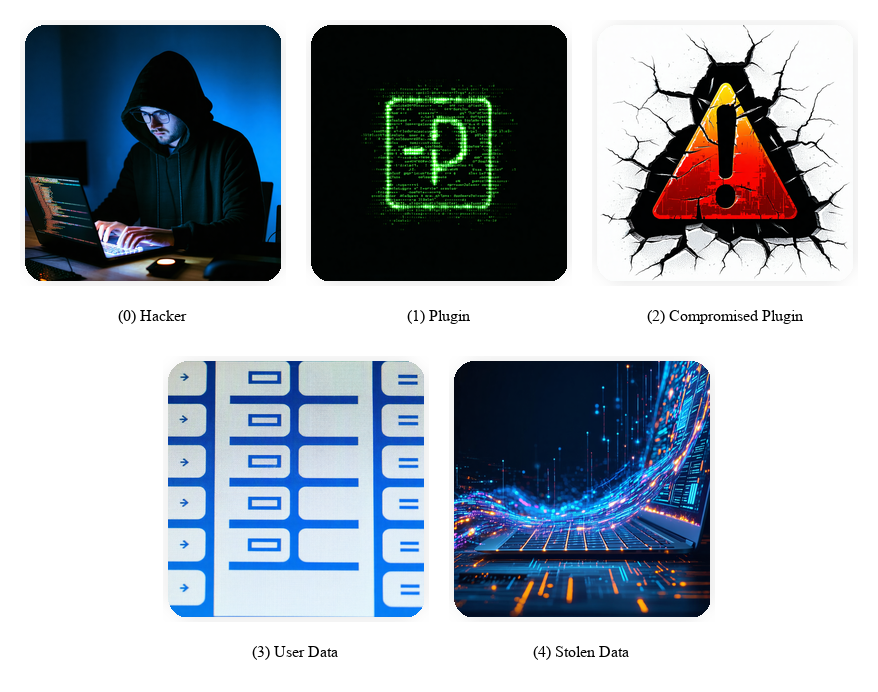 (0) Hacker
(1) Plugin
(2) Compromised Plugin
(3) User Data
(4) Stolen Data